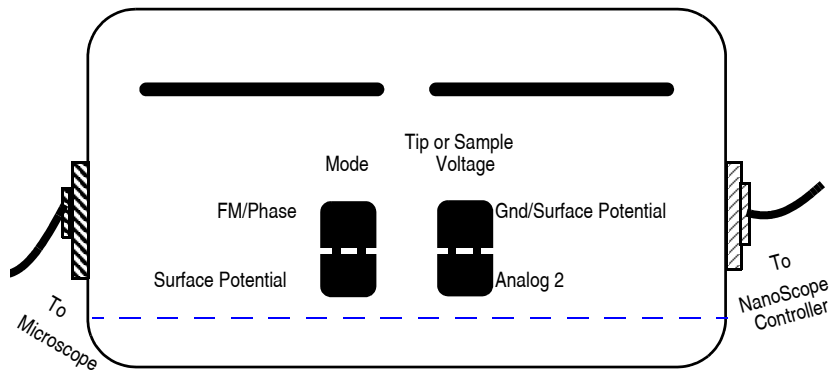 Tip or Sample
Voltage
Mode
FM/Phase
Gnd/Surface Potential
Surface Potential
Analog 2
To
Microscope
To
NanoScope
Controller